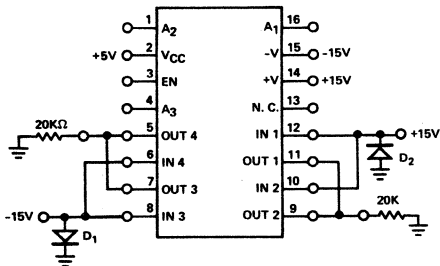 1 A2 A1 16
+5V 2 VCC -V 15 -15V
3 EN +V 14 +15V
4 A3 N. C. 13
20KΩ 5 OUT 4 IN 1 12 +15V
6 IN 4 OUT 1 11 D2
7 OUT 3 IN 2 10
-15V 8 IN 3 OUT 2 9 20K
D1